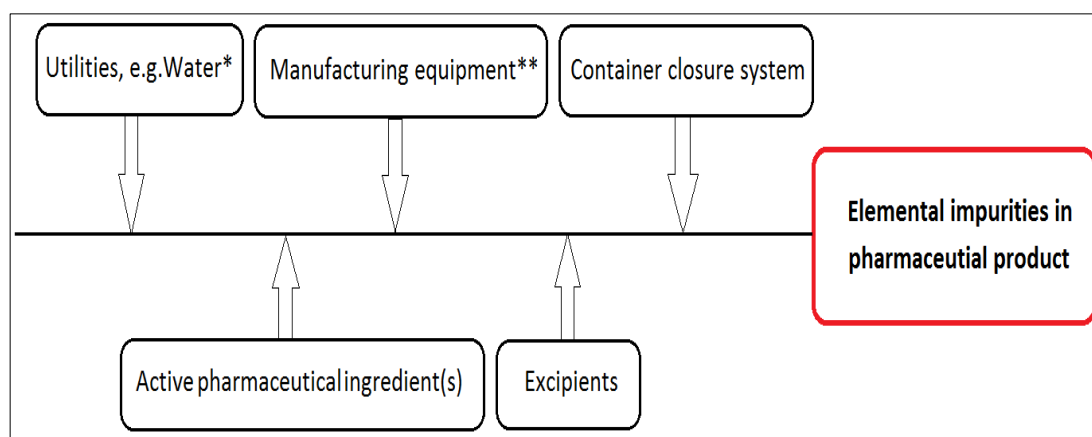 Utilities, e.g.Water*
Manufacturing equipment**
Container closure system
Elemental impurities in
pharmaceutial product
Active pharmaceutical ingredient(s)
Excipients